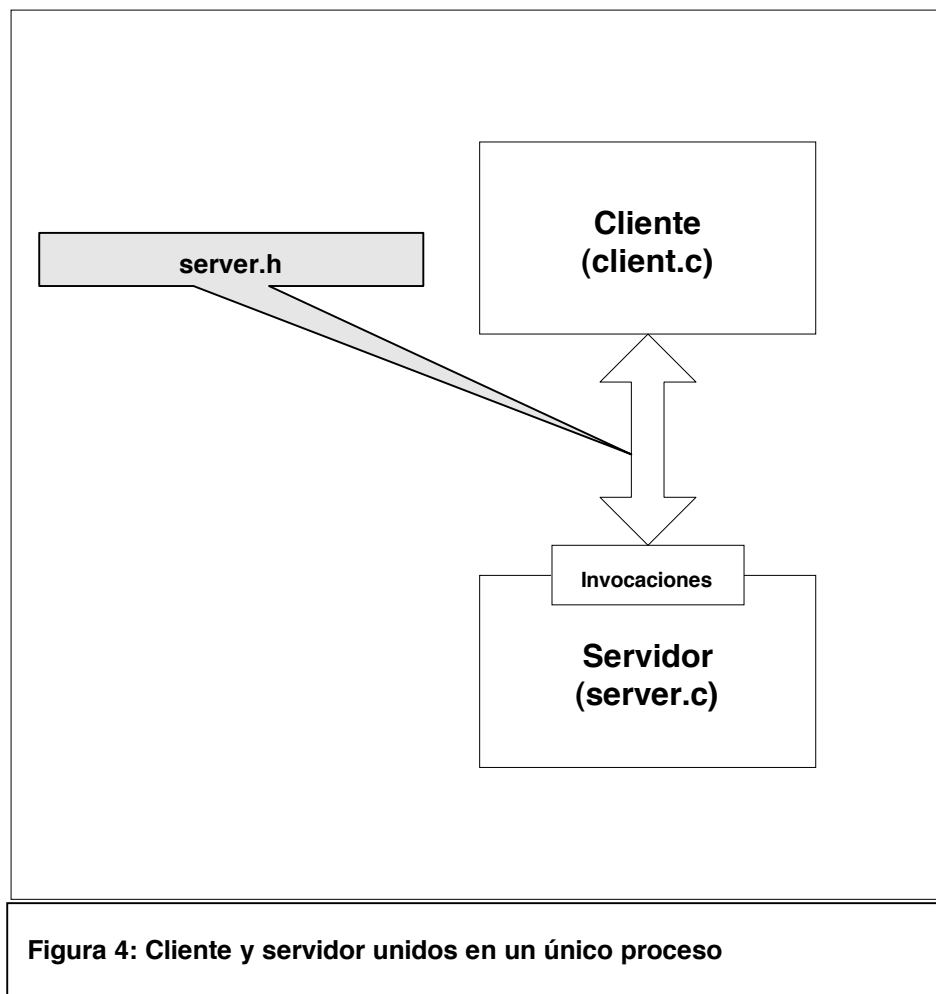 Cliente
(client.c)
server.h
Invocaciones
Servidor
(server.c)
Figura 4: Cliente y servidor unidos en un único proceso